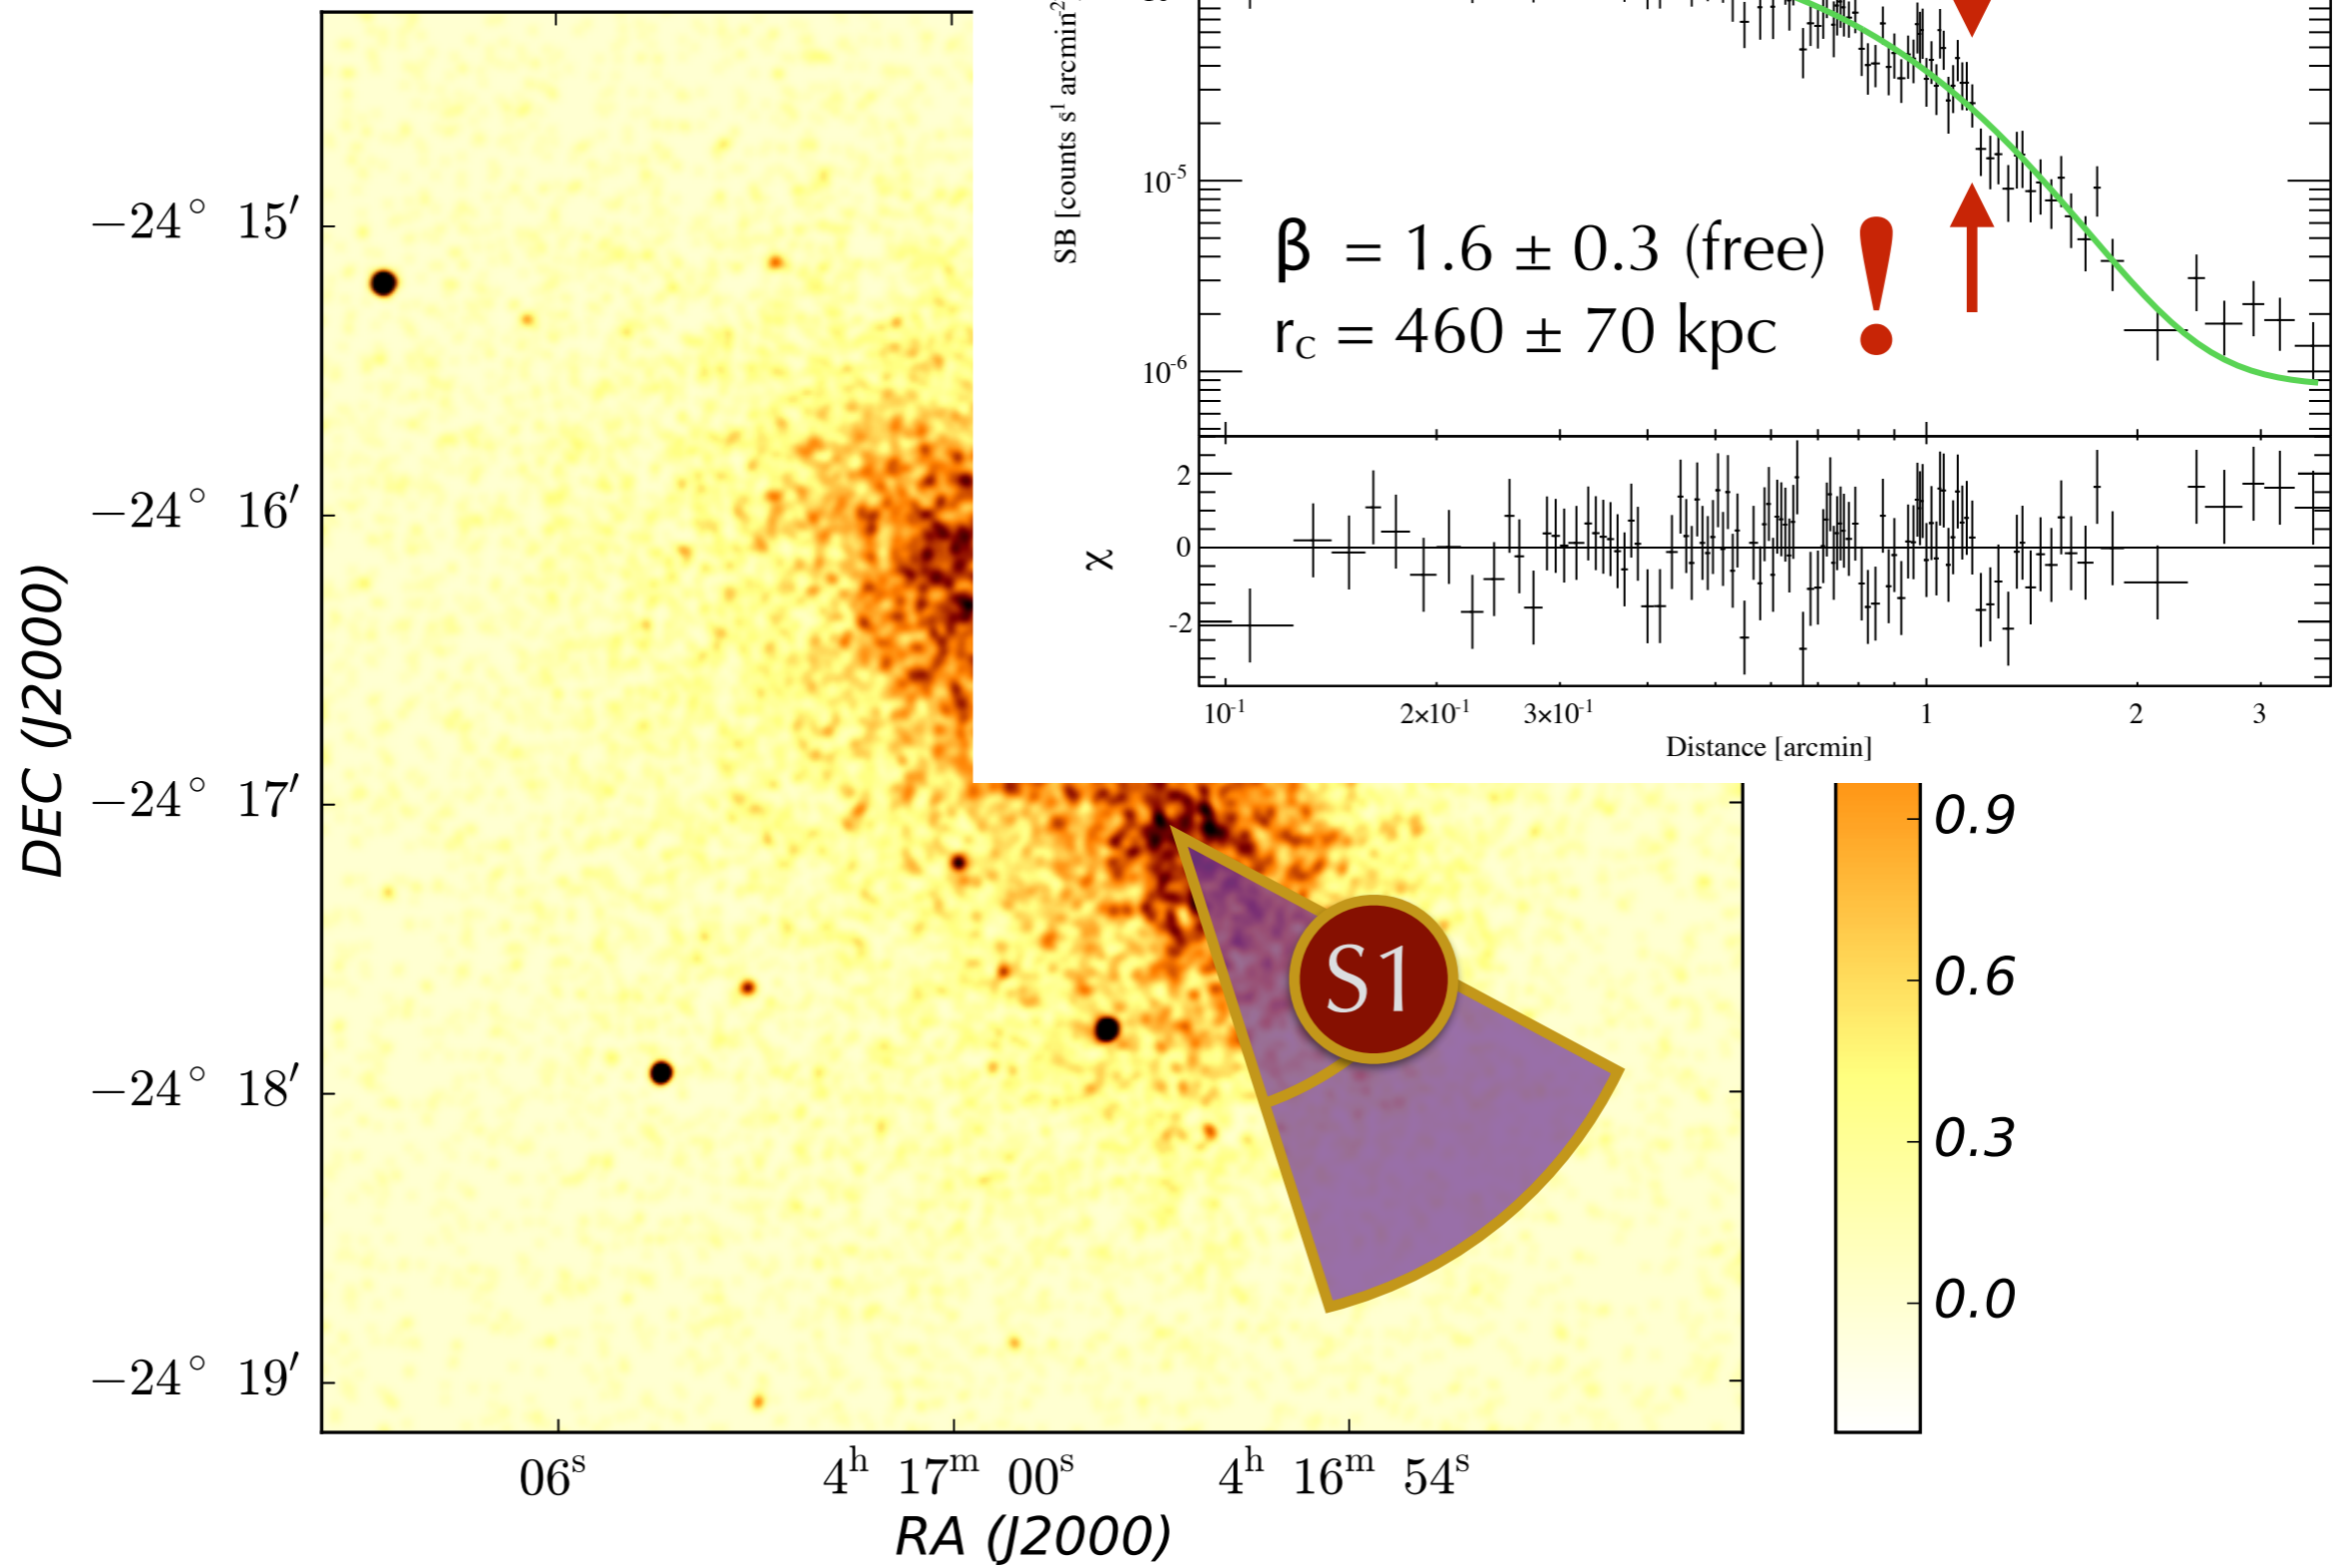 SB [counts s¹ arcmin⁻²
10⁻⁵
10⁻⁶
β = 1.6 ± 0.3 (free) !
r_C = 460 ± 70 kpc
2
0
-2
χ
10⁻¹ 2×10⁻¹ 3×10⁻¹ 1 2 3
Distance [arcmin]
−24° 15′
−24° 16′
−24° 17′
−24° 18′
−24° 19′
DEC (J2000)
S1
0.9
0.6
0.3
0.0
06ˢ 4ʰ 17ᵐ 00ˢ 4ʰ 16ᵐ 54ˢ
RA (J2000)